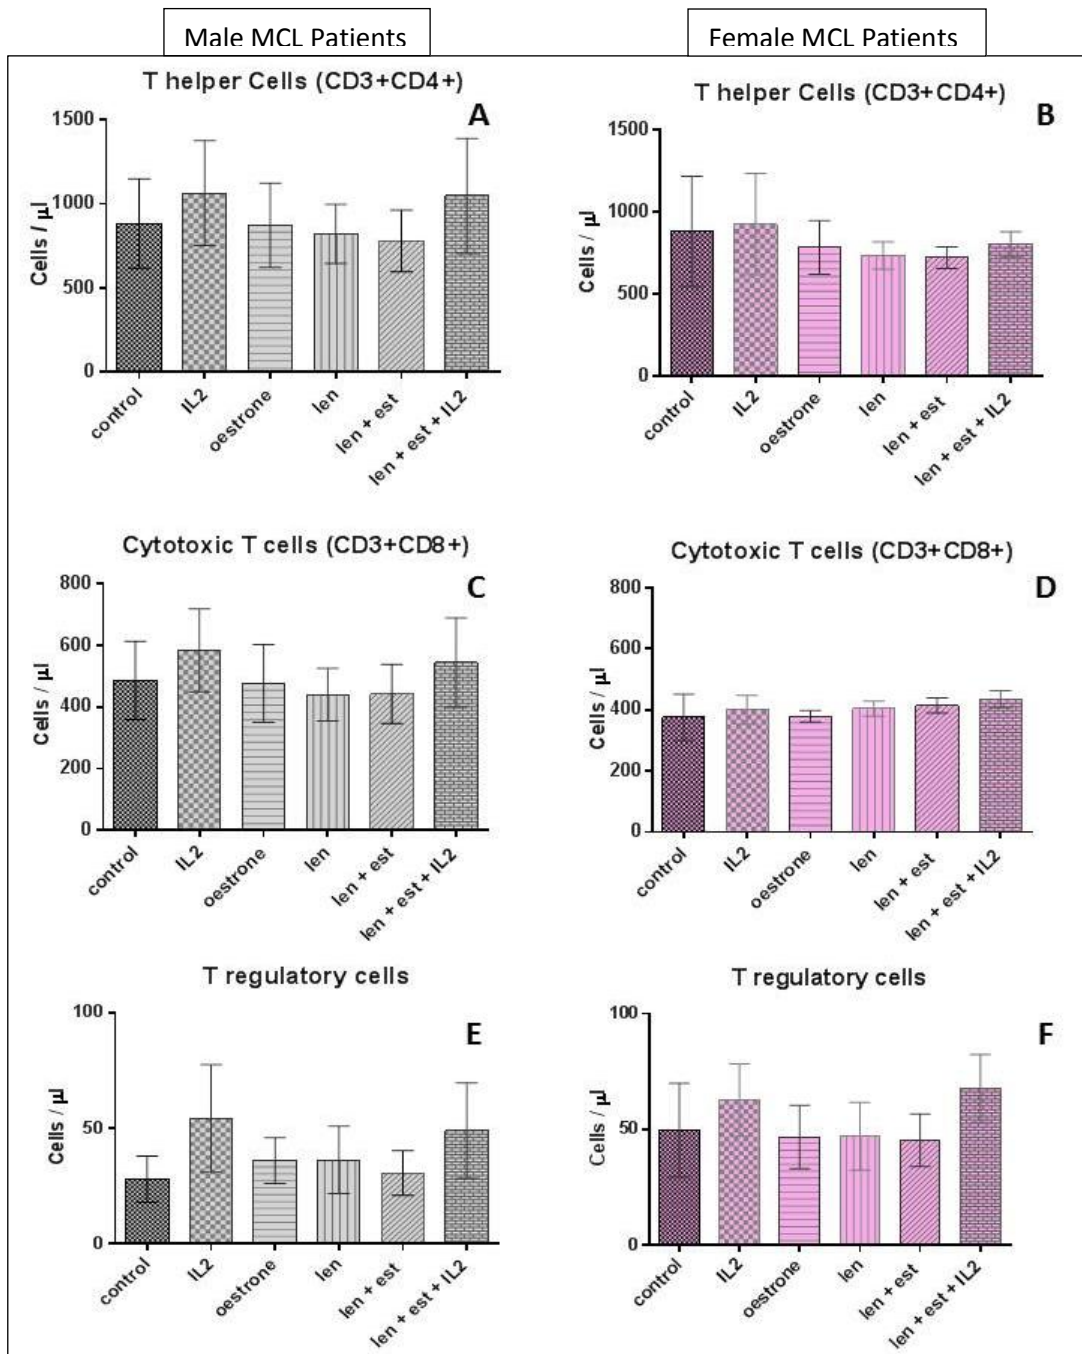 Male MCL Patients
Female MCL Patients
T helper Cells (CD3+CD4+)
A
1500
1000
500
0
Cells / µl
control
IL2
oestrone
len
len + est
len + est + IL2
T helper Cells (CD3+CD4+)
B
1500
1000
500
0
Cells / µl
control
IL2
oestrone
len
len + est
len + est + IL2
Cytotoxic T cells (CD3+CD8+)
C
800
600
400
200
0
Cells / µl
control
IL2
oestrone
len
len + est
len + est + IL2
Cytotoxic T cells (CD3+CD8+)
D
800
600
400
200
0
Cells / µl
control
IL2
oestrone
len
len + est
len + est + IL2
T regulatory cells
E
100
50
0
Cells / µl
control
IL2
oestrone
len
len + est
len + est + IL2
T regulatory cells
F
100
50
0
Cells / µl
control
IL2
oestrone
len
len + est
len + est + IL2